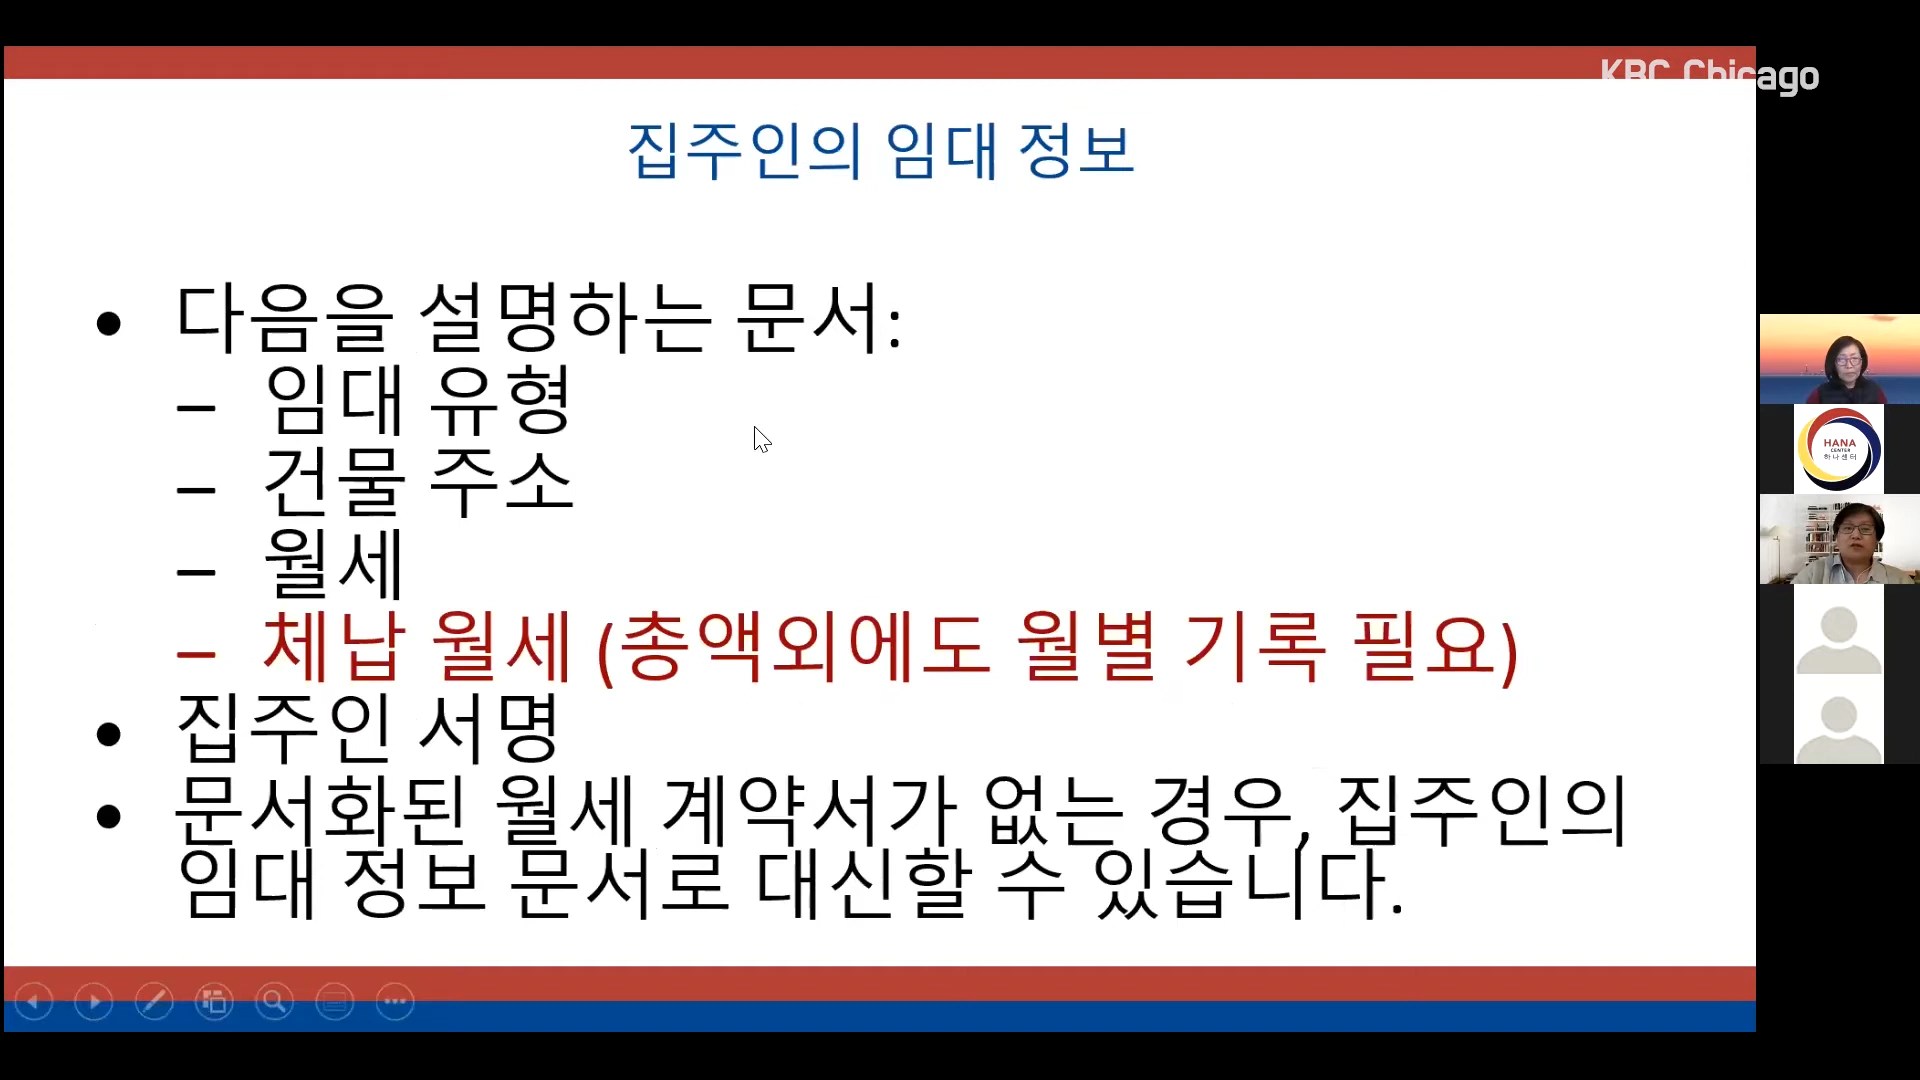 KBC Chicago
집주인의 임대 정보
• 다음을 설명하는 문서:
– 임대 유형
– 건물 주소
– 월세
– 체납 월세 (총액외에도 월별 기록 필요)
• 집주인 서명
• 문서화된 월세 계약서가 없는 경우, 집주인의
임대 정보 문서로 대신할 수 있습니다.
HANA
CENTER
하나센터